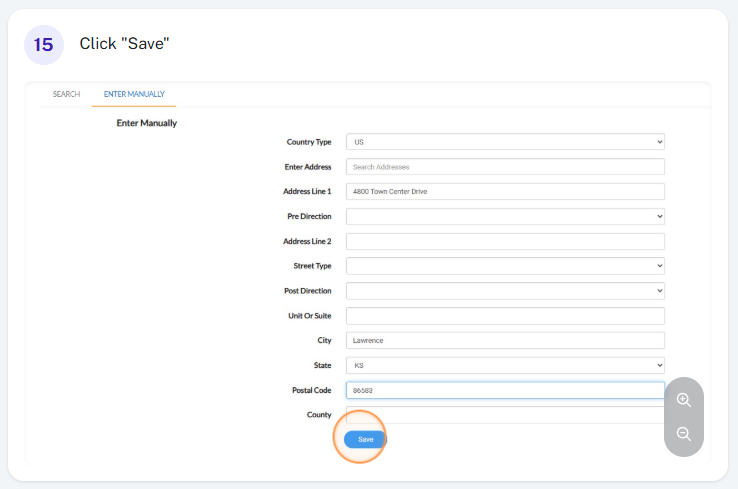 15 Click "Save"
SEARCH ENTER MANUALLY
Enter Manually
Country Type US
Enter Address Search Addresses
Address Line 1 4800 Town Center Drive
Pre Direction
Address Line 2
Street Type
Post Direction
Unit Or Suite
City Lawrence
State KS
Postal Code 86583
County
Save